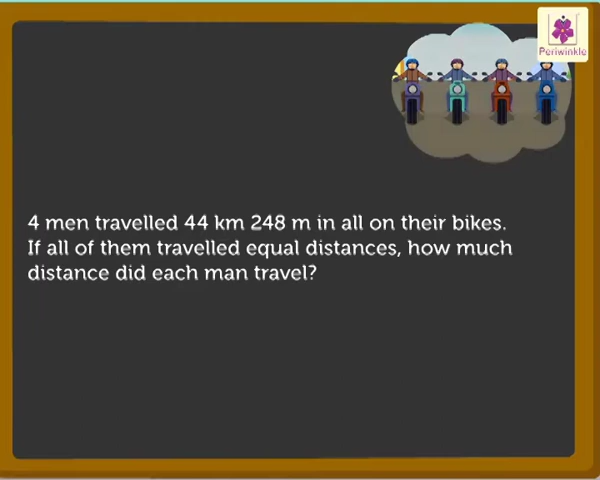 Periwinkle
4 men travelled 44 km 248 m in all on their bikes.
If all of them travelled equal distances, how much
distance did each man travel?